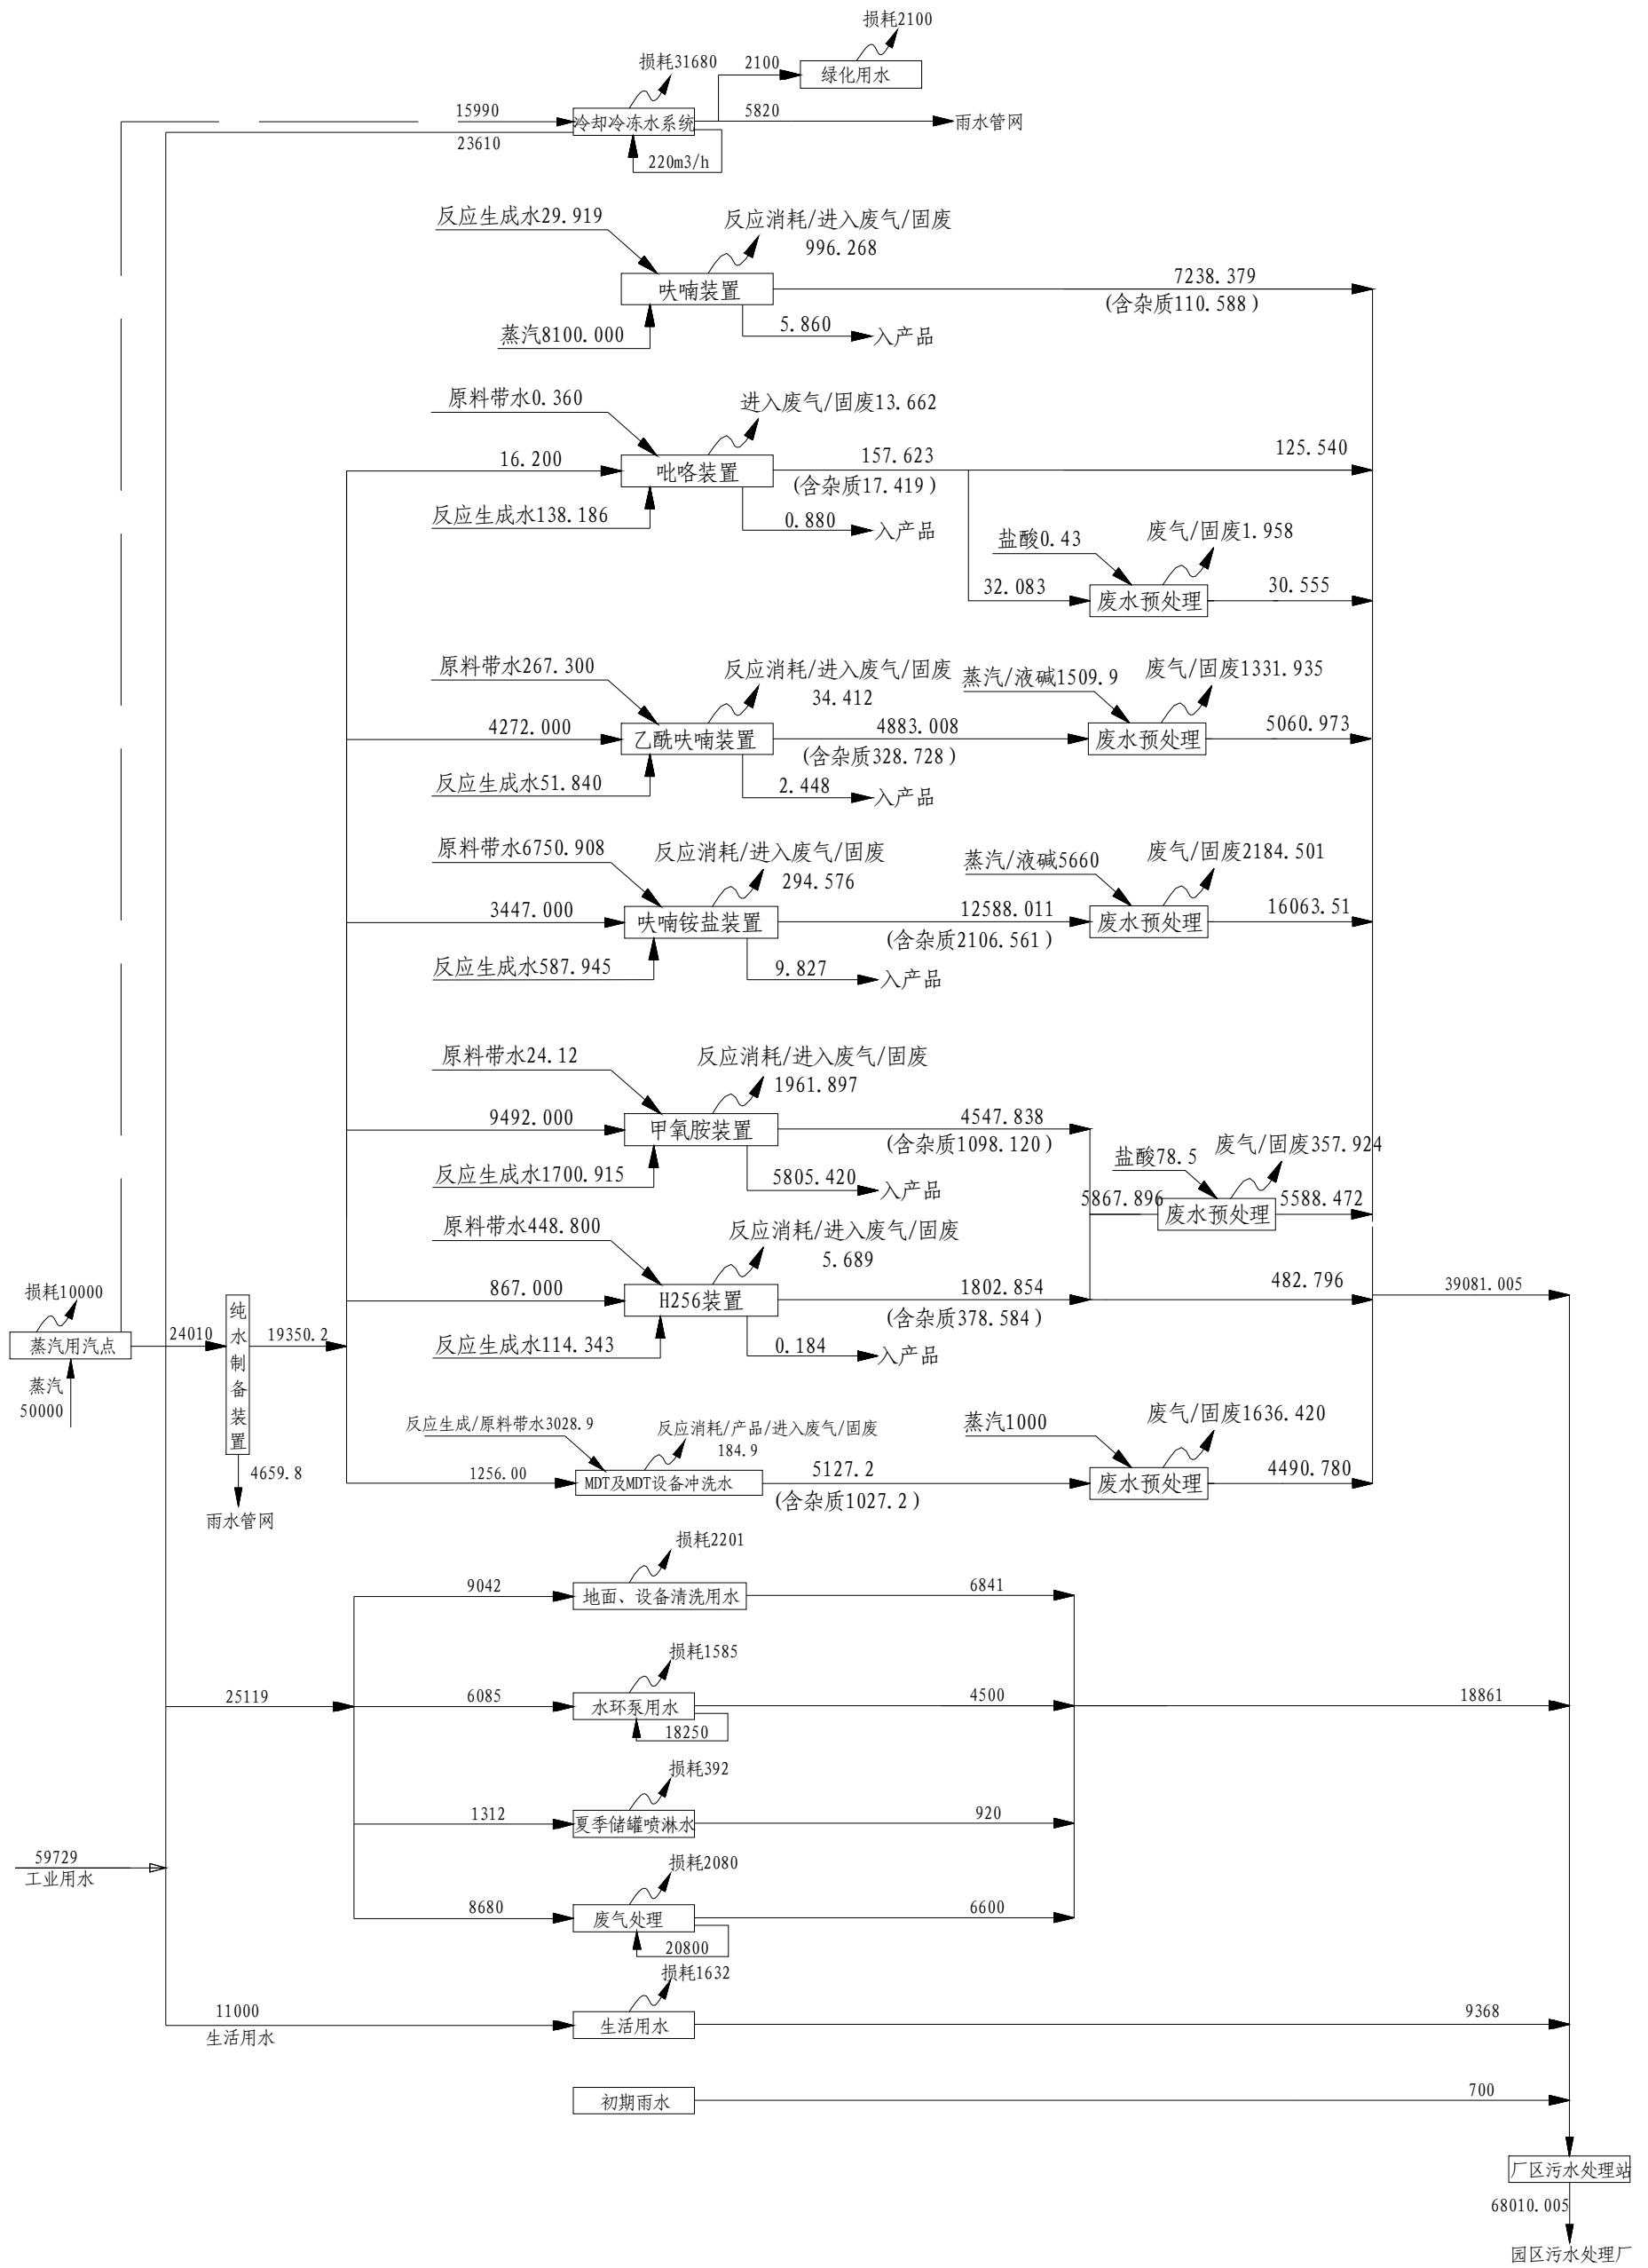 损耗2100
2100
绿化用水
损耗31680
15990
冷却冷冻水系统
5820
雨水管网
23610
220m3/h
反应生成水29.919
反应消耗/进入废气/固废
996.268
呋喃装置
7238.379
(含杂质110.588)
蒸汽8100.000
5.860
入产品
原料带水0.360
进入废气/固废13.662
16.200
吡咯装置
157.623
125.540
(含杂质17.419)
反应生成水138.186
0.880
入产品
盐酸0.43
废气/固废1.958
32.083
废水预处理
30.555
原料带水267.300
反应消耗/进入废气/固废
34.412
蒸汽/液碱1509.9
废气/固废1331.935
4272.000
乙酰呋喃装置
4883.008
(含杂质328.728)
废水预处理
5060.973
反应生成水51.840
2.448
入产品
原料带水6750.908
反应消耗/进入废气/固废
294.576
蒸汽/液碱5660
废气/固废2184.501
3447.000
呋喃铵盐装置
12588.011
(含杂质2106.561)
废水预处理
16063.51
反应生成水587.945
9.827
入产品
原料带水24.12
反应消耗/进入废气/固废
1961.897
9492.000
甲氧胺装置
4547.838
(含杂质1098.120)
反应生成水1700.915
5805.420
入产品
盐酸78.5
废气/固废357.924
5867.896
废水预处理
5588.472
原料带水448.800
反应消耗/进入废气/固废
5.689
867.000
H256装置
1802.854
(含杂质378.584)
482.796
39081.005
反应生成水114.343
0.184
入产品
损耗10000
蒸汽用汽点
24010
纯水制备装置
19350.2
蒸汽
50000
4659.8
雨水管网
反应生成/原料带水3028.9
反应消耗/产品/进入废气/固废
184.9
蒸汽1000
废气/固废1636.420
1256.00
MDT及MDT设备冲洗水
5127.2
(含杂质1027.2)
废水预处理
4490.780
损耗2201
9042
地面、设备清洗用水
6841
损耗1585
25119
6085
水环泵用水
4500
18861
18250
损耗392
1312
夏季储罐喷淋水
920
59729
工业用水
损耗2080
8680
废气处理
6600
20800
损耗1632
11000
生活用水
生活用水
9368
初期雨水
700
厂区污水处理站
68010.005
园区污水处理厂